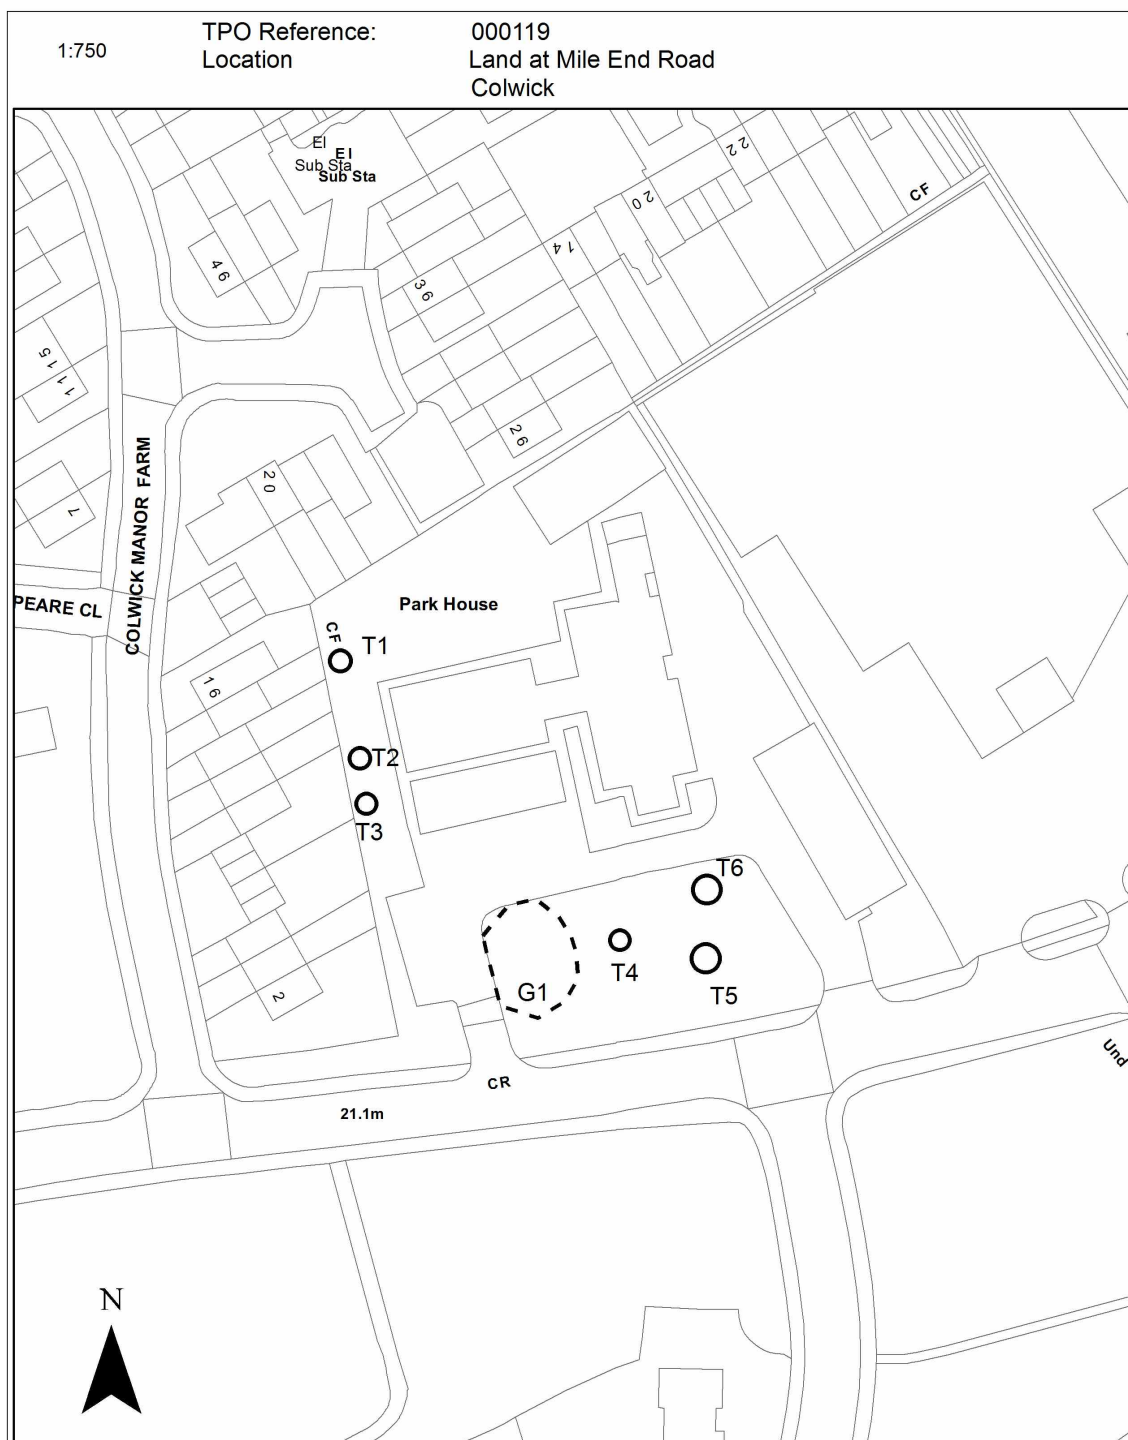 1:750
TPO Reference: 000119
Location Land at Mile End Road
Colwick
El
Sub Sta
El
Sub Sta
22
20
14
CF
46
36
11
15
26
20
7
COLWICK MANOR FARM
PEARE CL
Park House
CF
T1
16
T2
T3
T6
T4
T5
G1
2
CR
21.1m
Und
N